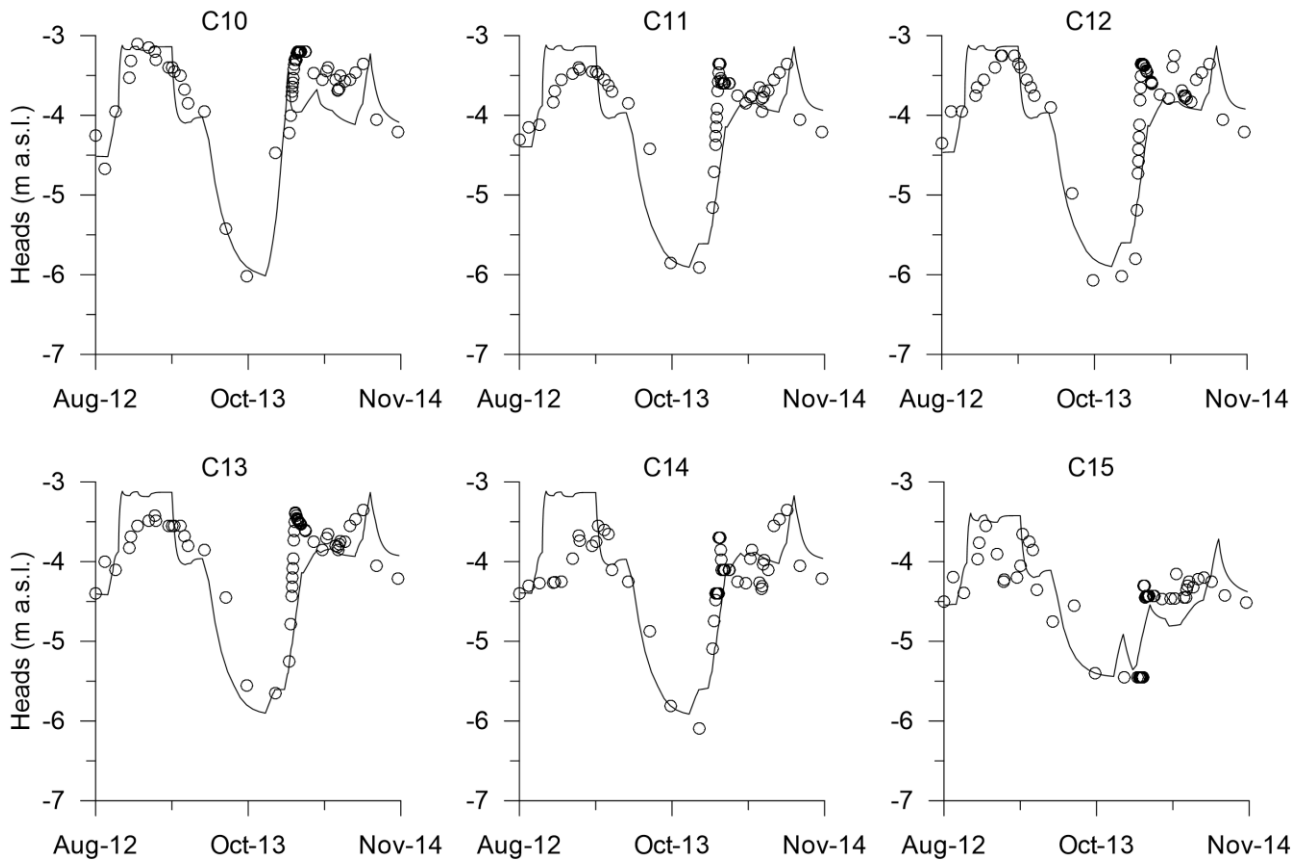 C10 C11 C12
Heads (m a.s.l.)
-3 -3 -3
-4 -4 -4
-5 -5 -5
-6 -6 -6
-7 -7 -7
Aug-12 Oct-13 Nov-14 Aug-12 Oct-13 Nov-14 Aug-12 Oct-13 Nov-14
C13 C14 C15
Heads (m a.s.l.)
-3 -3 -3
-4 -4 -4
-5 -5 -5
-6 -6 -6
-7 -7 -7
Aug-12 Oct-13 Nov-14 Aug-12 Oct-13 Nov-14 Aug-12 Oct-13 Nov-14